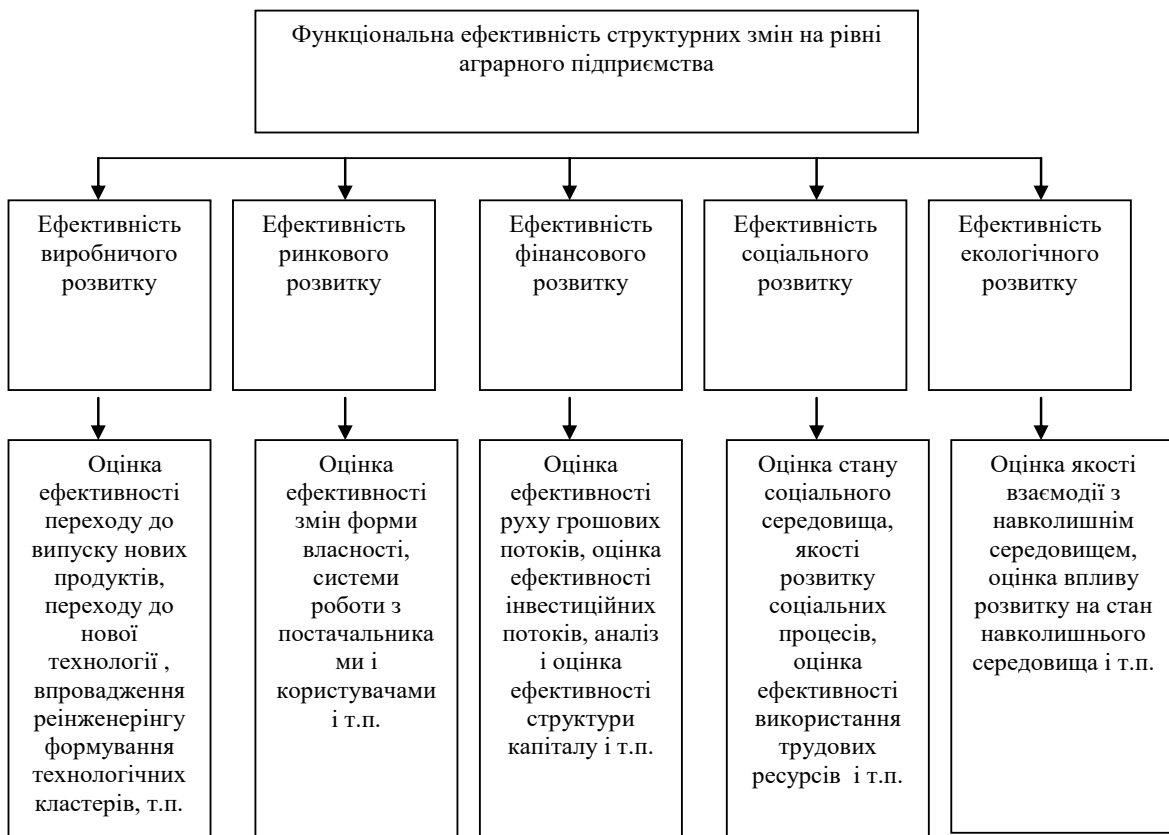 Функціональна ефективність структурних змін на рівні
аграрного підприємства
Ефективність
виробничого
розвитку
Ефективність
ринкового
розвитку
Ефективність
фінансового
розвитку
Ефективність
соціального
розвитку
Ефективність
екологічного
розвитку
Оцінка
ефективності
переходу до
випуску нових
продуктів,
переходу до
нової
технології ,
впровадження
реінженерінгу
формування
технологічних
кластерів, т.п.
Оцінка
ефективності
змін форми
власності,
системи
роботи з
постачальника
ми і
користувачами
і т.п.
Оцінка
ефективності
руху грошових
потоків, оцінка
ефективності
інвестиційних
потоків, аналіз
і оцінка
ефективності
структури
капіталу і т.п.
Оцінка стану
соціального
середовища,
якості
розвитку
соціальних
процесів,
оцінка
ефективності
використання
трудових
ресурсів і т.п.
Оцінка якості
взаємодії з
навколишнім
середовищем,
оцінка впливу
розвитку на стан
навколишнього
середовища і т.п.